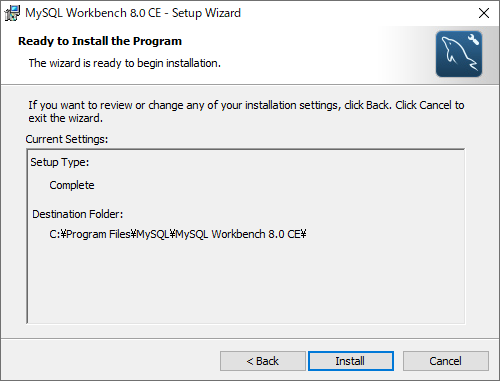 MySQL Workbench 8.0 CE - Setup Wizard
Ready to Install the Program
The wizard is ready to begin installation.
If you want to review or change any of your installation settings, click Back. Click Cancel to
exit the wizard.
Current Settings:
Setup Type:
Complete
Destination Folder:
C:¥Program Files¥MySQL¥MySQL Workbench 8.0 CE¥
< Back
Install
Cancel